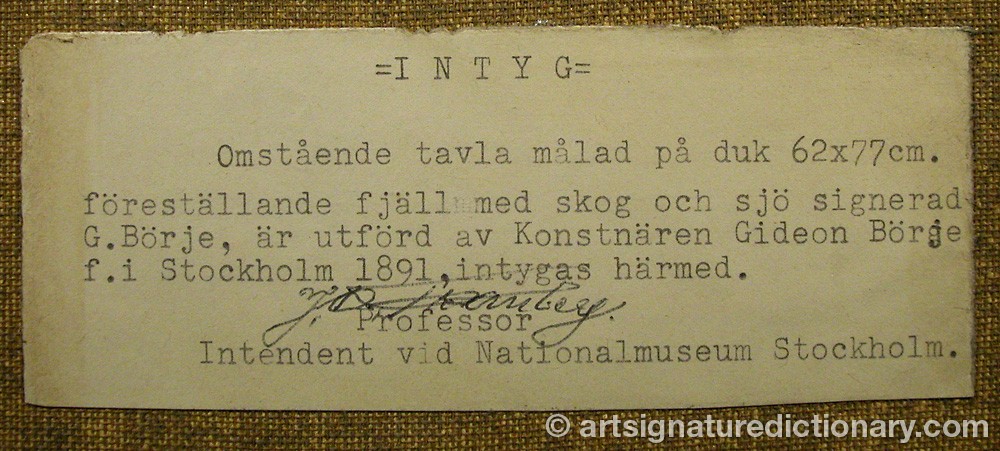 =I N T Y G=
Omstående tavla målad på duk 62x77cm.
föreställande fjäll med skog och sjö signerad
G.Börje, är utförd av Konstnären Gideon Börje
f.i Stockholm 1891,intygas härmed.
Professor
Intendent vid Nationalmuseum Stockholm.
© artsignaturedictionary.com